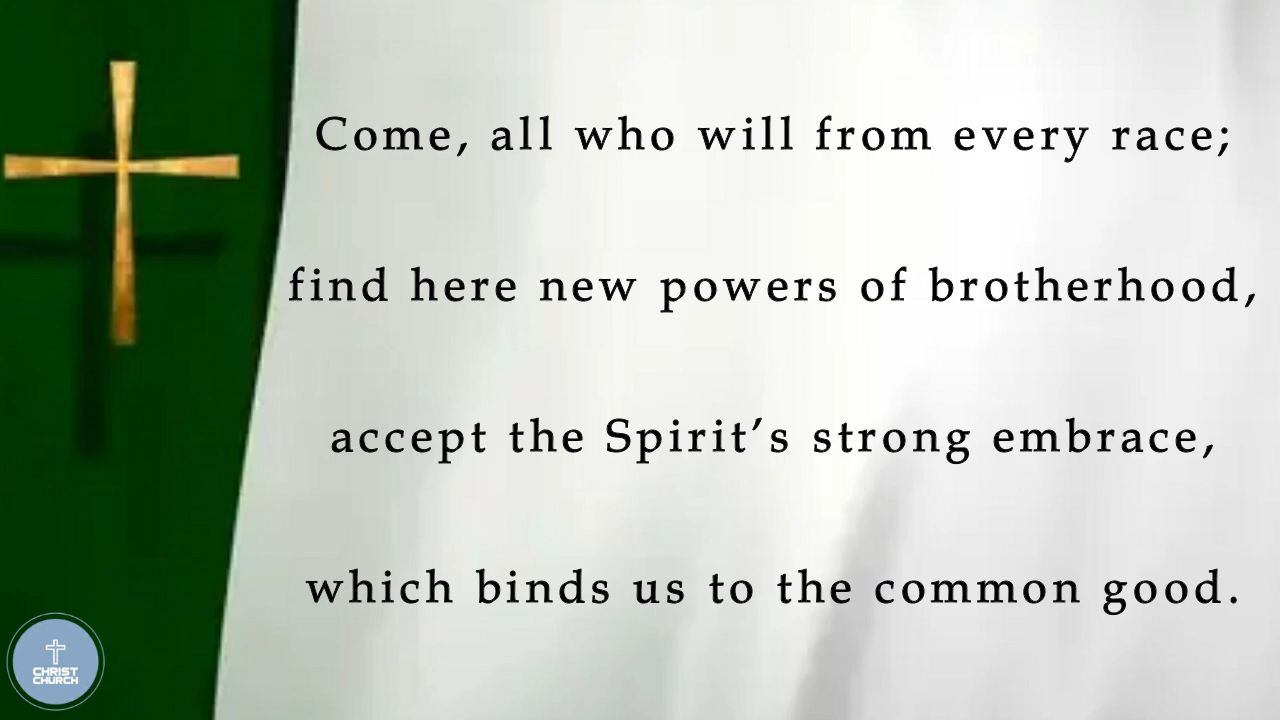 Come, all who will from every race;
find here new powers of brotherhood,
accept the Spirit’s strong embrace,
which binds us to the common good.
CHRIST
CHURCH